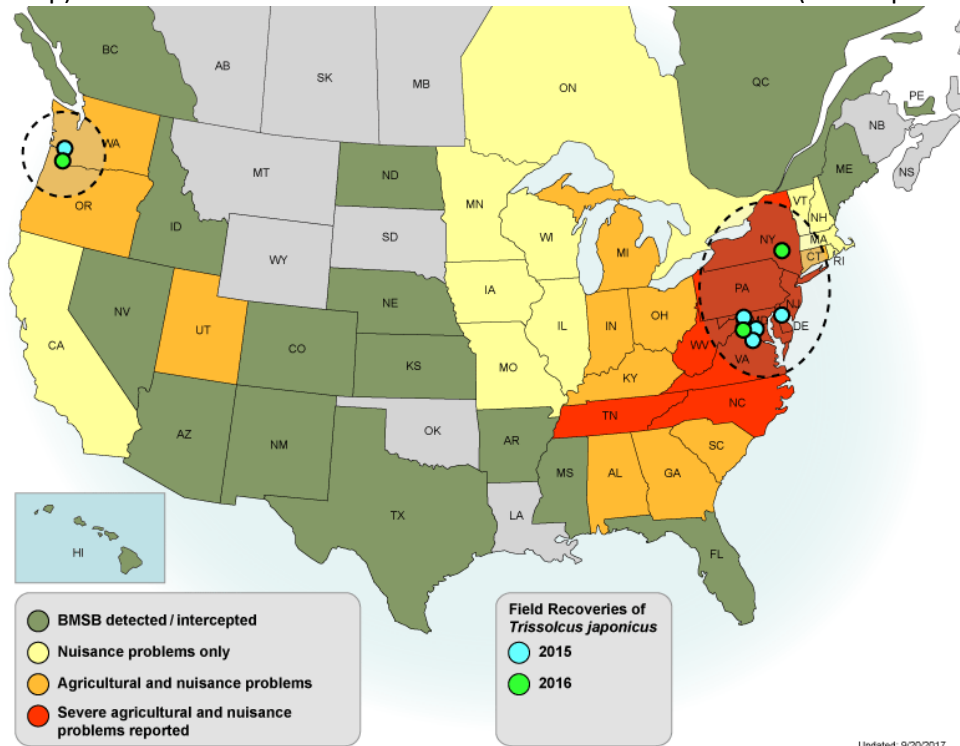 BC
AB
SK
MB
ON
QC
PE
NB
NS
ME
WA
MT
ND
MN
VT
NH
OR
ID
SD
WI
MI
NY
MA
CT
RI
WY
IA
PA
NJ
NV
NE
IL
IN
OH
DE
CA
UT
CO
KS
MO
WV
VA
KY
NC
TN
AZ
NM
OK
AR
SC
MS
AL
GA
TX
LA
FL
HI
BMSB detected / intercepted
Nuisance problems only
Agricultural and nuisance problems
Severe agricultural and nuisance
problems reported
Field Recoveries of
Trissolcus japonicus
2015
2016
Updated: 9/20/2017